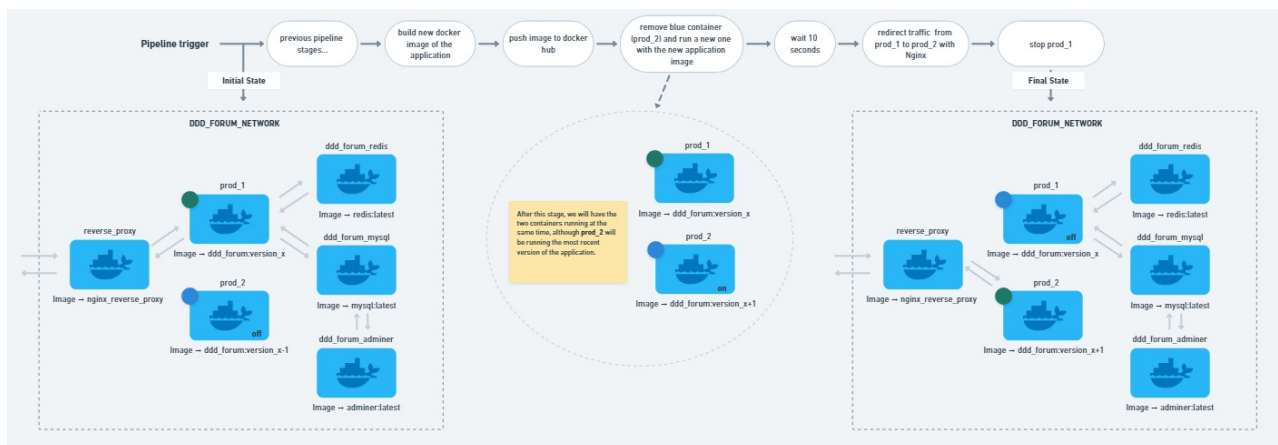 Pipeline trigger
previous pipeline
stages...
build new docker
image of the
application
push image to docker
hub
remove blue container
(prod_2) and run a new one
with the new application
image
wait 10
seconds
redirect traffic from
prod_1 to prod_2 with
Nginx
stop prod_1
Initial State
Final State
DDD_FORUM_NETWORK
ddd_forum_redis
Image → redis:latest
prod_1
Image → ddd_forum:version_x
reverse_proxy
Image → nginx_reverse_proxy
ddd_forum_mysql
Image → mysql:latest
prod_2
off
Image → ddd_forum:version_x-1
ddd_forum_adminer
Image → adminer:latest
prod_1
Image → ddd_forum:version_x
After this stage, we will have the
two containers running at the
same time, although prod_2 will
be running the most recent
version of the application.
prod_2
on
Image → ddd_forum:version_x+1
DDD_FORUM_NETWORK
ddd_forum_redis
Image → redis:latest
prod_1
off
Image → ddd_forum:version_x
reverse_proxy
Image → nginx_reverse_proxy
ddd_forum_mysql
Image → mysql:latest
prod_2
Image → ddd_forum:version_x+1
ddd_forum_adminer
Image → adminer:latest